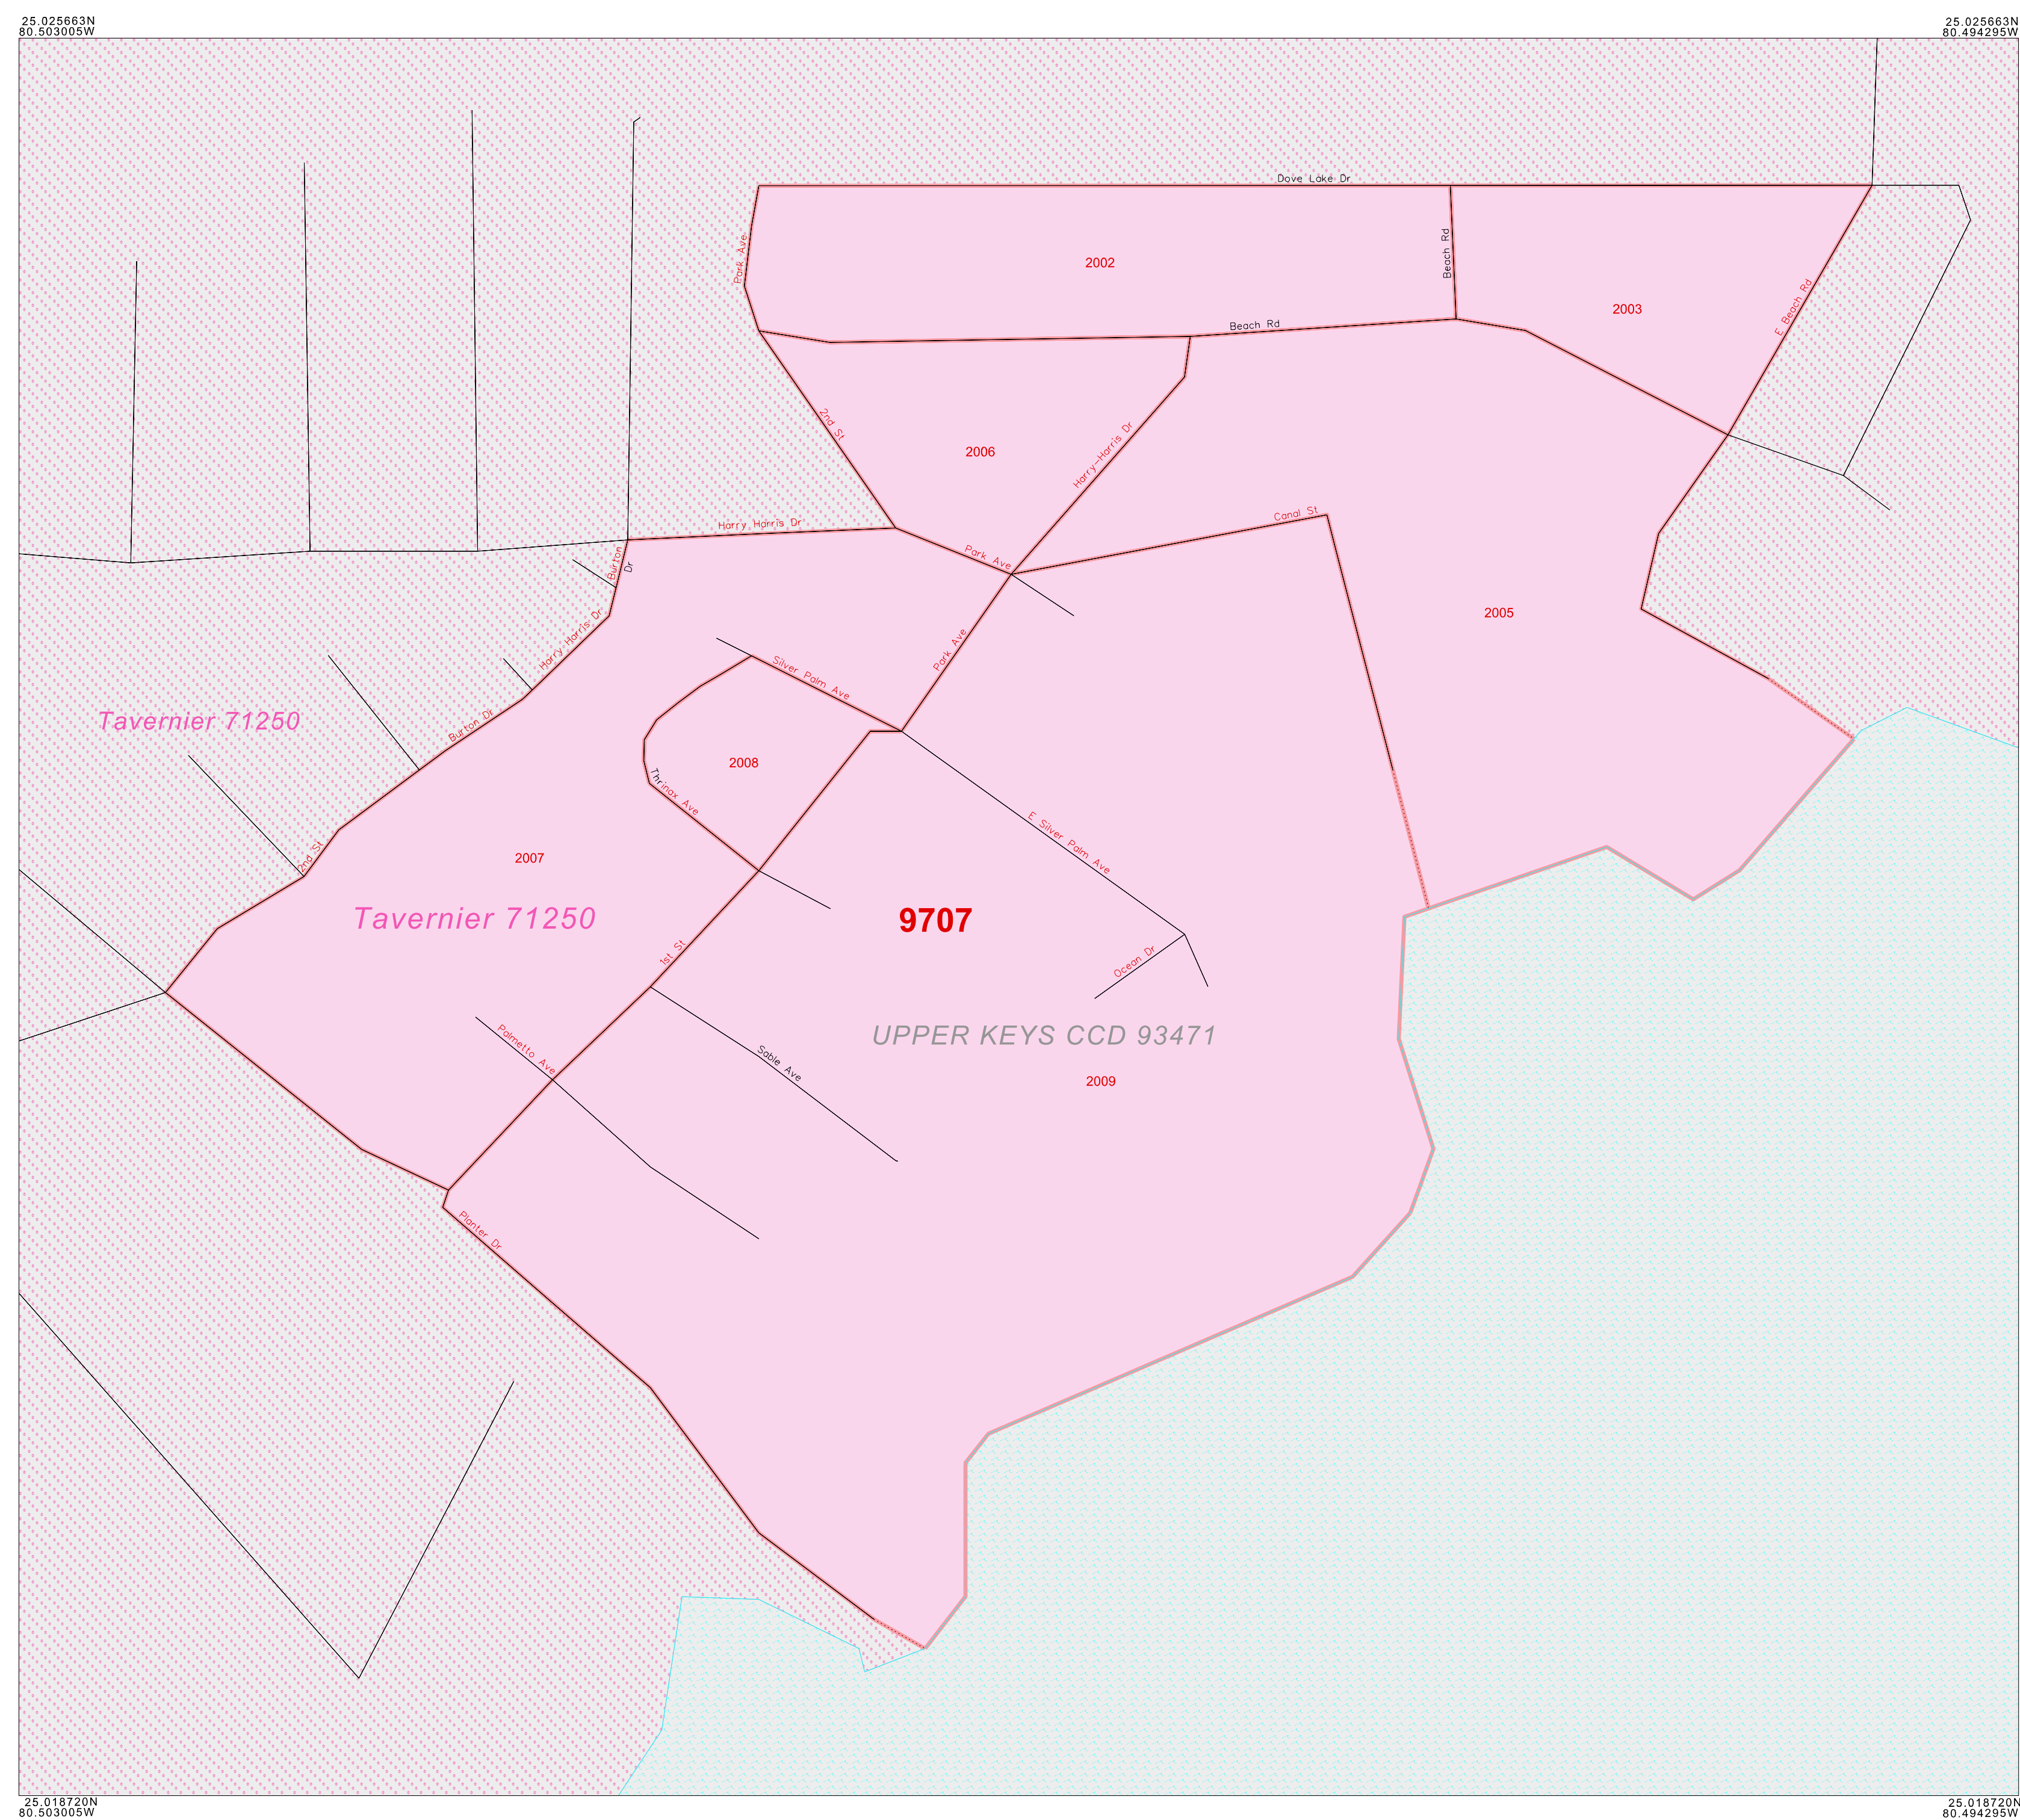 25.025663N
80.503005W
25.025663N
80.494295W
Dove Lake Dr
Park Ave
Beach Rd
2002
2003
E Beach Rd
Beach Rd
2nd St
2006
Harry-Harris Dr
Harry Harris Dr
Canal St
Park Ave
Burton
Dr
Harry-Harris Dr
2005
Park Ave
Silver Palm Ave
Tavernier 71250
Burton Dr
2008
Thrinax Ave
E Silver Palm Ave
2nd St
2007
Tavernier 71250
9707
1st St
Ocean Dr
Palmetto Ave
UPPER KEYS CCD 93471
Sable Ave
2009
Planter Dr
25.018720N
80.503005W
25.018720N
80.494295W